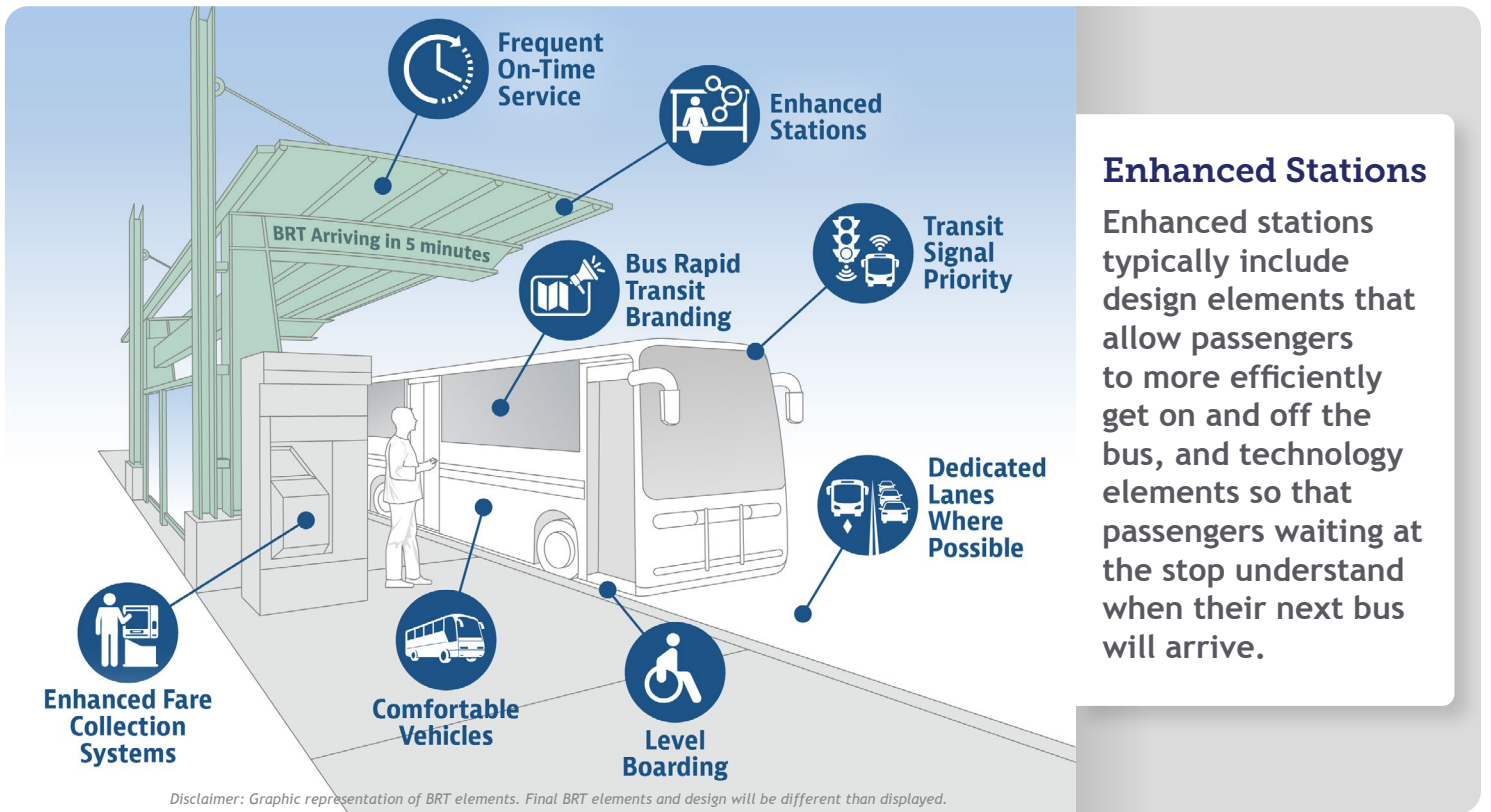 Frequent
On-Time
Service
Enhanced
Stations
BRT Arriving in 5 minutes
Bus Rapid
Transit
Branding
Transit
Signal
Priority
Dedicated
Lanes
Where
Possible
Enhanced Fare
Collection
Systems
Comfortable
Vehicles
Level
Boarding
Disclaimer: Graphic representation of BRT elements. Final BRT elements and design will be different than displayed.
Enhanced Stations
Enhanced stations
typically include
design elements that
allow passengers
to more efficiently
get on and off the
bus, and technology
elements so that
passengers waiting at
the stop understand
when their next bus
will arrive.